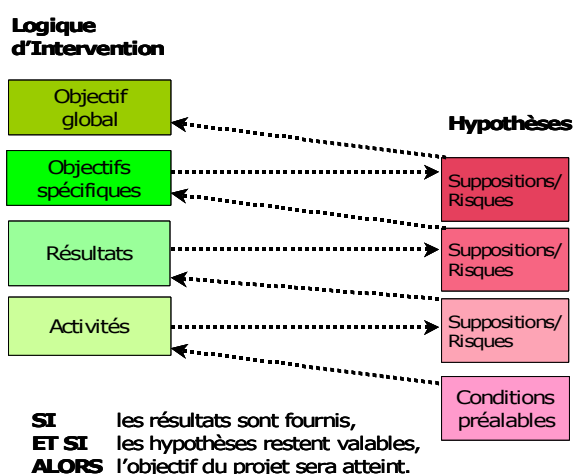 Logique
d'Intervention
Objectif
global
Hypothèses
Objectifs
spécifiques
Suppositions/
Risques
Résultats
Suppositions/
Risques
Activités
Suppositions/
Risques
Conditions
préalables
SI les résultats sont fournis,
ET SI les hypothèses restent valables,
ALORS l'objectif du projet sera atteint.